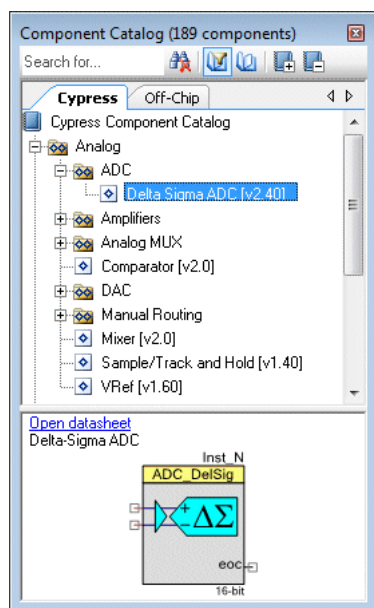 Component Catalog (189 components)
Search for...
Cypress Off-Chip
Cypress Component Catalog
Analog
ADC
Delta Sigma ADC [v2.40]
Amplifiers
Analog MUX
Comparator [v2.0]
DAC
Manual Routing
Mixer [v2.0]
Sample/Track and Hold [v1.40]
VRef [v1.60]
Open datasheet
Delta-Sigma ADC
Inst_N
ADC_DelSig
+
-
ΔΣ
eoc
16-bit